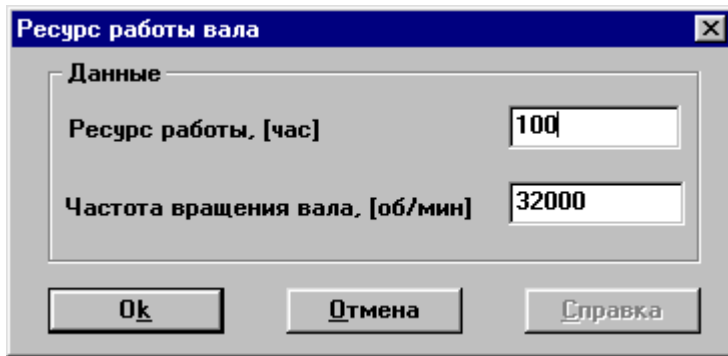 Ресурс работы вала
Данные
Ресурс работы, [час] 100
Частота вращения вала, [об/мин] 32000
Ok Отмена Справка